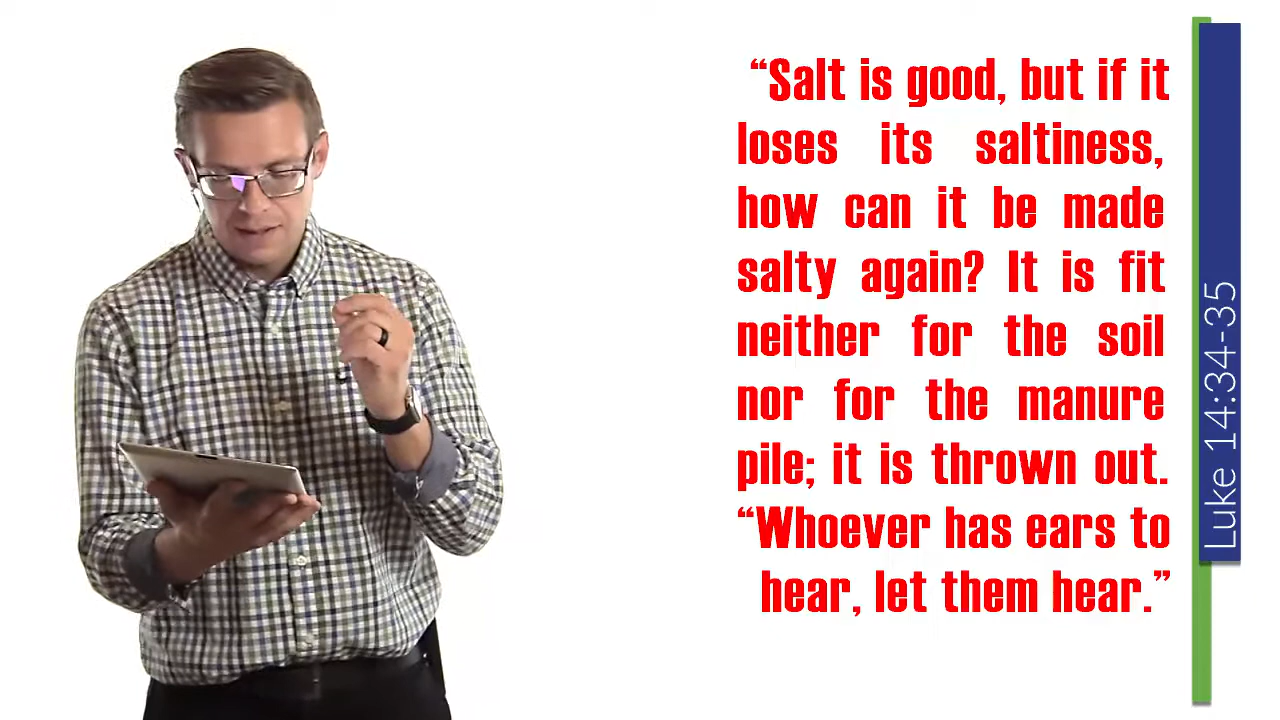 “Salt is good, but if it
loses its saltiness,
how can it be made
salty again? It is fit
neither for the soil
nor for the manure
pile; it is thrown out.
“Whoever has ears to
hear, let them hear.”
Luke 14:34-35